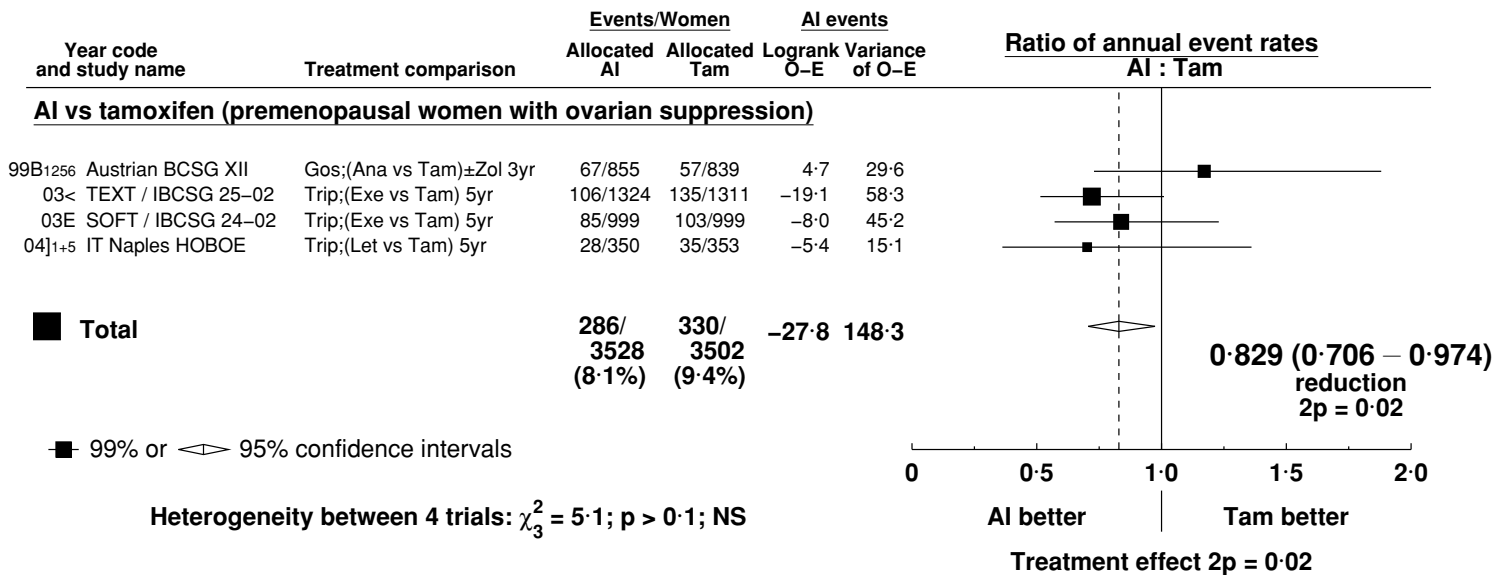 Events/Women AI events
Year code and study name Treatment comparison Allocated AI Allocated Tam Logrank O–E Variance of O–E Ratio of annual event rates AI : Tam
AI vs tamoxifen (premenopausal women with ovarian suppression)
99B1256 Austrian BCSG XII Gos;(Ana vs Tam)±Zol 3yr 67/855 57/839 4·7 29·6
03< TEXT / IBCSG 25–02 Trip;(Exe vs Tam) 5yr 106/1324 135/1311 –19·1 58·3
03E SOFT / IBCSG 24–02 Trip;(Exe vs Tam) 5yr 85/999 103/999 –8·0 45·2
04]1+5 IT Naples HOBOE Trip;(Let vs Tam) 5yr 28/350 35/353 –5·4 15·1
Total 286/ 330/ –27·8 148·3
3528 3502
(8·1%) (9·4%)
0·829 (0·706 – 0·974)
reduction
2p = 0·02
99% or 95% confidence intervals
0 0·5 1·0 1·5 2·0
Heterogeneity between 4 trials: χ²₃ = 5·1; p > 0·1; NS
AI better Tam better
Treatment effect 2p = 0·02